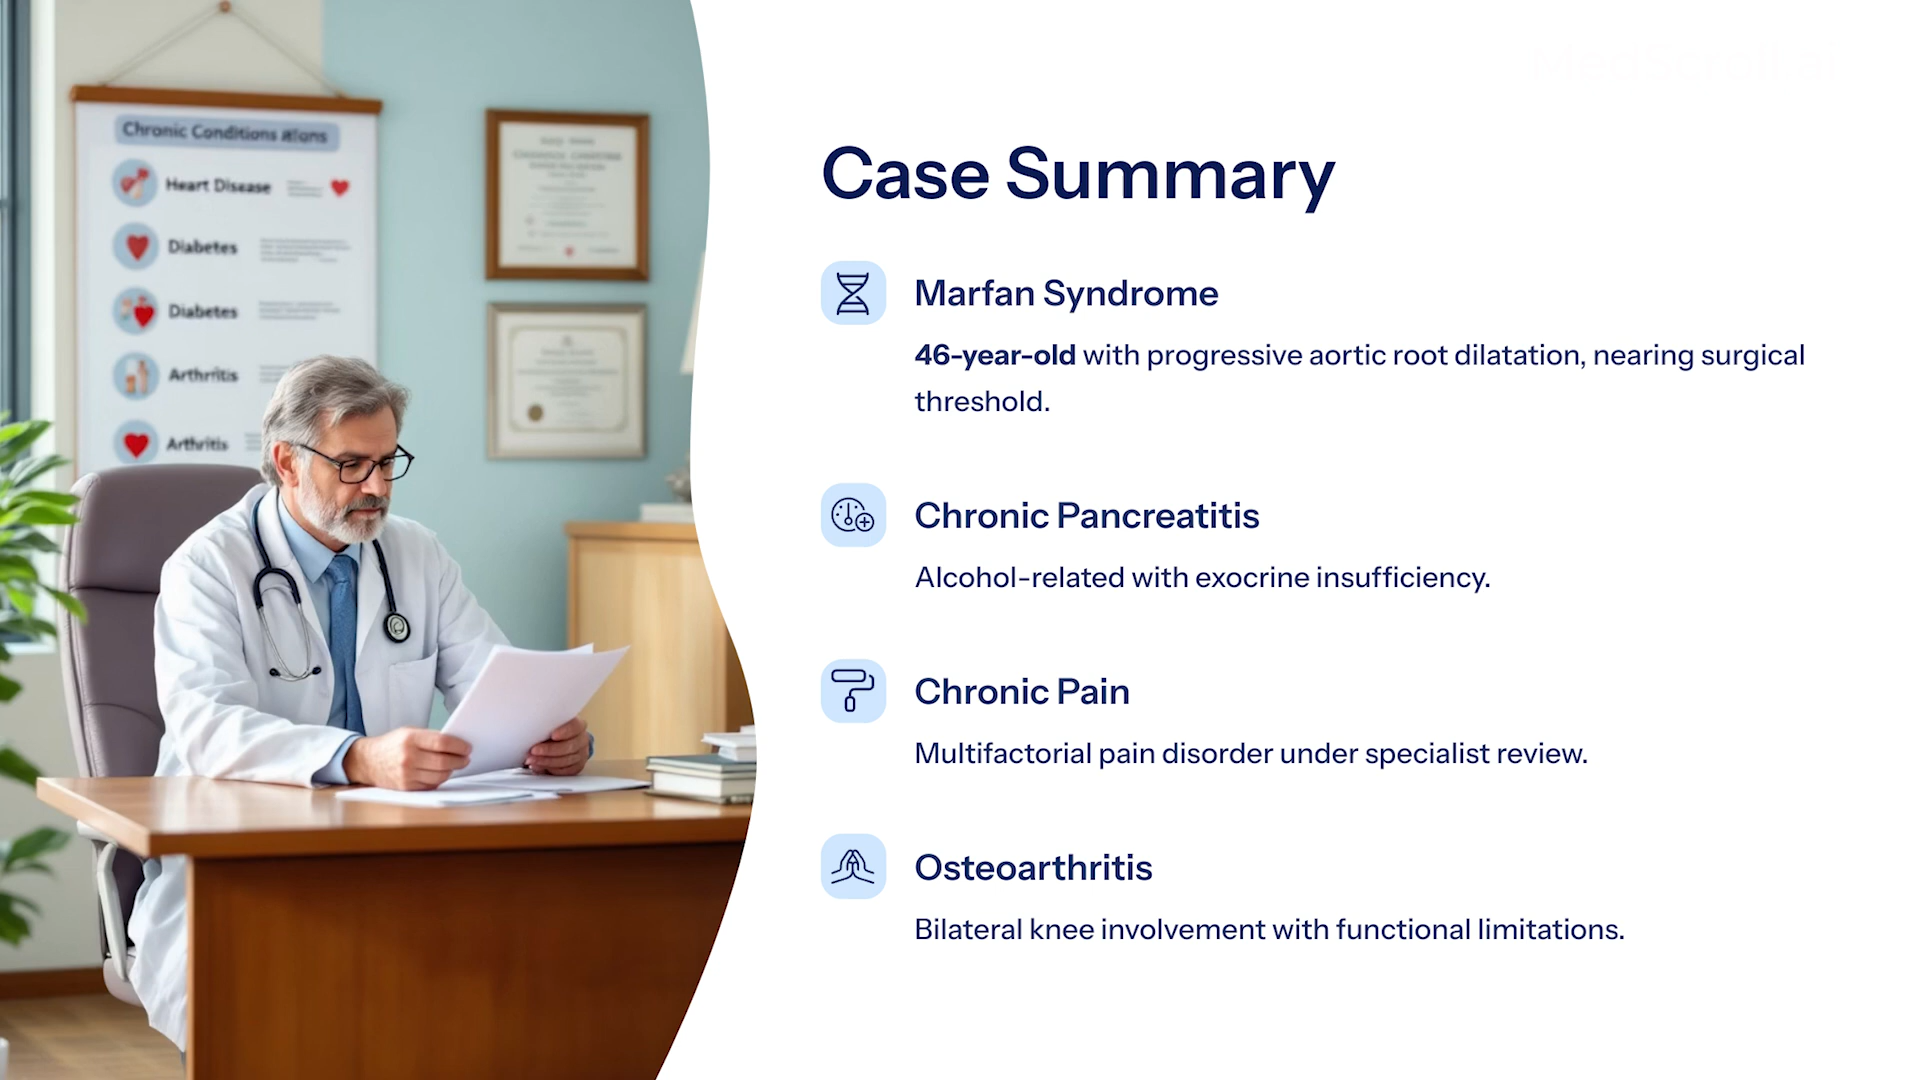 Chronic Conditions
Heart Disease
Diabetes
Diabetes
Arthritis
Arthritis
Case Summary
Marfan Syndrome
46-year-old with progressive aortic root dilatation, nearing surgical
threshold.
Chronic Pancreatitis
Alcohol-related with exocrine insufficiency.
Chronic Pain
Multifactorial pain disorder under specialist review.
Osteoarthritis
Bilateral knee involvement with functional limitations.